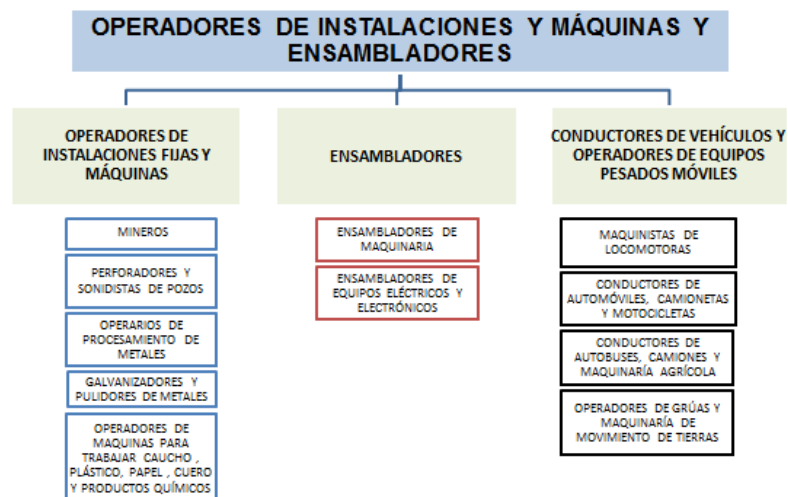 OPERADORES DE INSTALACIONES Y MÁQUINAS Y
ENSAMBLADORES
OPERADORES DE
INSTALACIONES FIJAS Y
MÁQUINAS
ENSAMBLADORES
CONDUCTORES DE VEHÍCULOS Y
OPERADORES DE EQUIPOS
PESADOS MÓVILES
MINEROS
PERFORADORES Y
SONIDISTAS DE POZOS
OPERARIOS DE
PROCESAMIENTO DE
METALES
GALVANIZADORES Y
PULIDORES DE METALES
OPERADORES DE
MAQUINAS PARA
TRABAJAR CAUCHO ,
PLÁSTICO, PAPEL , CUERO
Y PRODUCTOS QUÍMICOS
ENSAMBLADORES DE
MAQUINARIA
ENSAMBLADORES DE
EQUIPOS ELÉCTRICOS Y
ELECTRÓNICOS
MAQUINISTAS DE
LOCOMOTORAS
CONDUCTORES DE
AUTOMÓVILES, CAMIONETAS
Y MOTOCICLETAS
CONDUCTORES DE
AUTOBUSES, CAMIONES Y
MAQUINARÍA AGRÍCOLA
OPERADORES DE GRÚAS Y
MAQUINARÍA DE
MOVIMIENTO DE TIERRAS